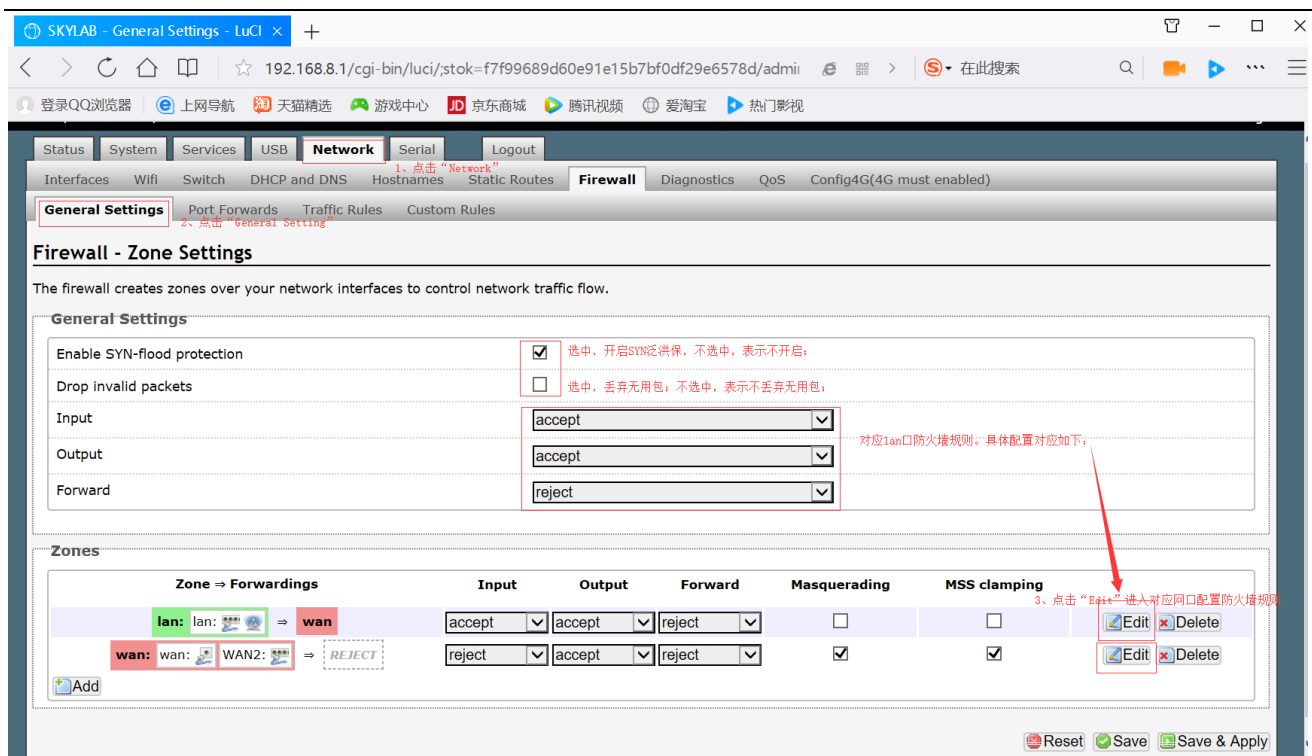 SKYLAB - General Settings - LuCI
192.168.8.1/cgi-bin/luci/;stok=f7f99689d60e91e15b7bf0df29e6578d/admi
在此搜索
登录QQ浏览器 上网导航 天猫精选 游戏中心 JD 京东商城 腾讯视频 爱淘宝 热门影视
Status System Services USB Network Serial Logout
1、点击“Network”
Interfaces Wifi Switch DHCP and DNS Hostnames Static Routes Firewall Diagnostics QoS Config4G(4G must enabled)
General Settings Port Forwards Traffic Rules Custom Rules
2、点击“General Setting”
Firewall - Zone Settings
The firewall creates zones over your network interfaces to control network traffic flow.
General Settings
Enable SYN-flood protection 选中，开启SYN泛洪保，不选中，表示不开启；
Drop invalid packets 选中，丢弃无用包；不选中，表示不丢弃无用包；
Input accept
对应lan口防火墙规则。具体配置对应如下；
Output accept
Forward reject
Zones
Zone ⇒ Forwardings Input Output Forward Masquerading MSS clamping
3、点击“Edit”进入对应网口配置防火墙规则
lan: lan: ⇒ wan accept accept reject Edit Delete
wan: wan: WAN2: ⇒ REJECT reject accept reject Edit Delete
Add
Reset Save Save & Apply